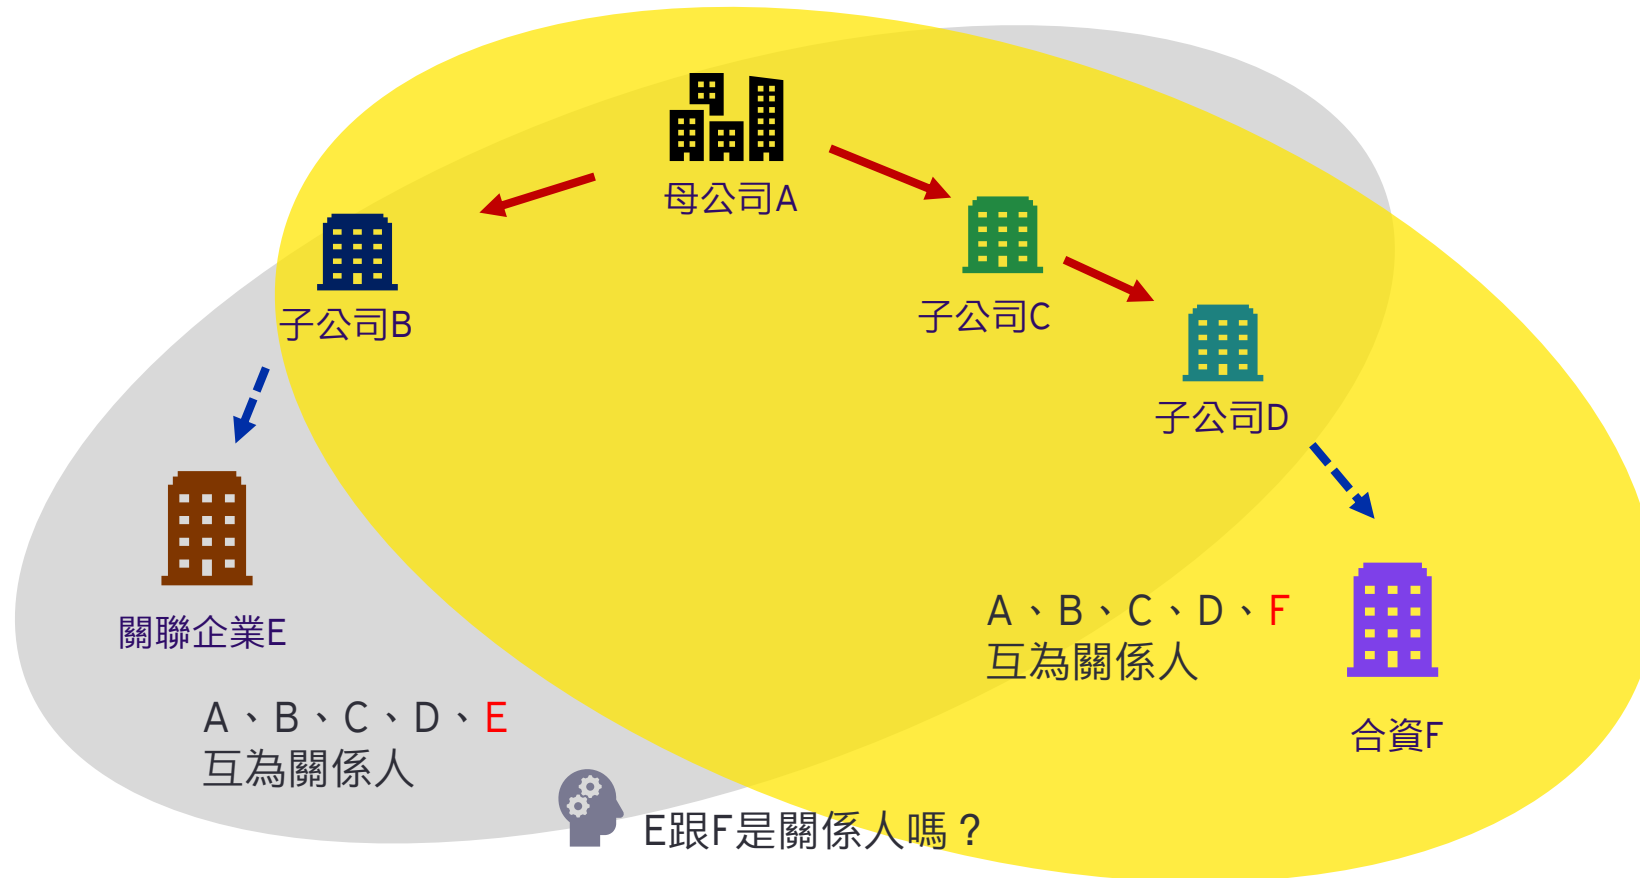 母公司A
子公司B
子公司C
子公司D
關聯企業E
A、B、C、D、F
互為關係人
合資F
A、B、C、D、E
互為關係人
E跟F是關係人嗎？